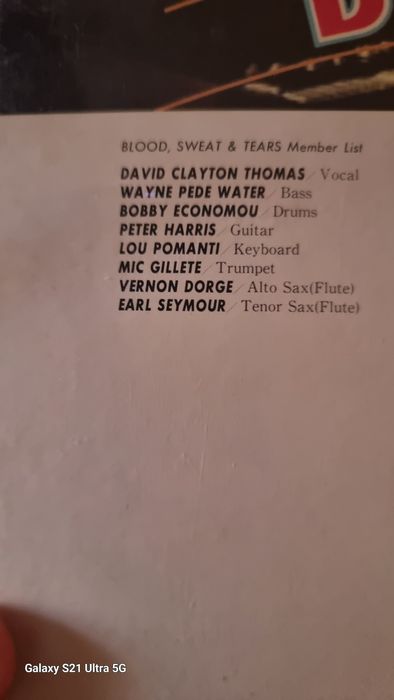 B
BLOOD, SWEAT & TEARS Member List
DAVID CLAYTON THOMAS / Vocal
WAYNE PEDE WATER / Bass
BOBBY ECONOMOU / Drums
PETER HARRIS / Guitar
LOU POMANTI / Keyboard
MIC GILLETE / Trumpet
VERNON DORGE / Alto Sax(Flute)
EARL SEYMOUR / Tenor Sax(Flute)
Galaxy S21 Ultra 5G